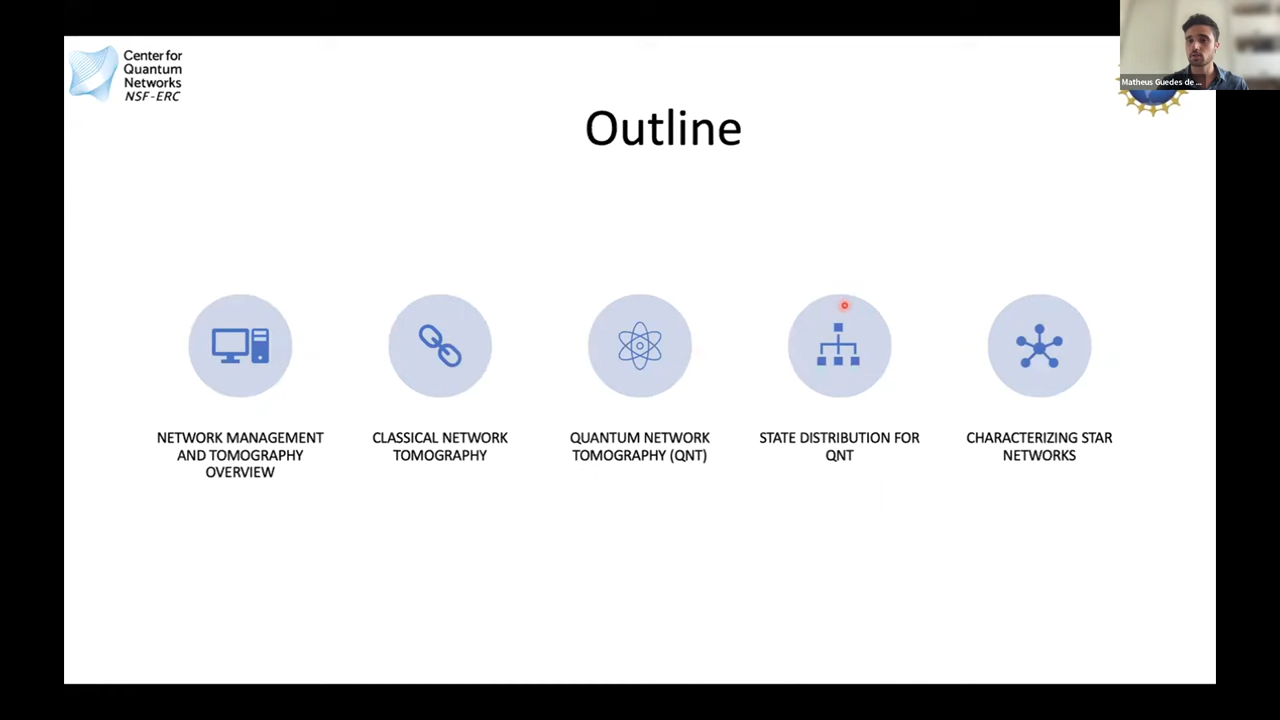 Center for
Quantum
Networks
NSF-ERC
Matheus Guedes de ...
Outline
NETWORK MANAGEMENT
AND TOMOGRAPHY
OVERVIEW
CLASSICAL NETWORK
TOMOGRAPHY
QUANTUM NETWORK
TOMOGRAPHY (QNT)
STATE DISTRIBUTION FOR
QNT
CHARACTERIZING STAR
NETWORKS